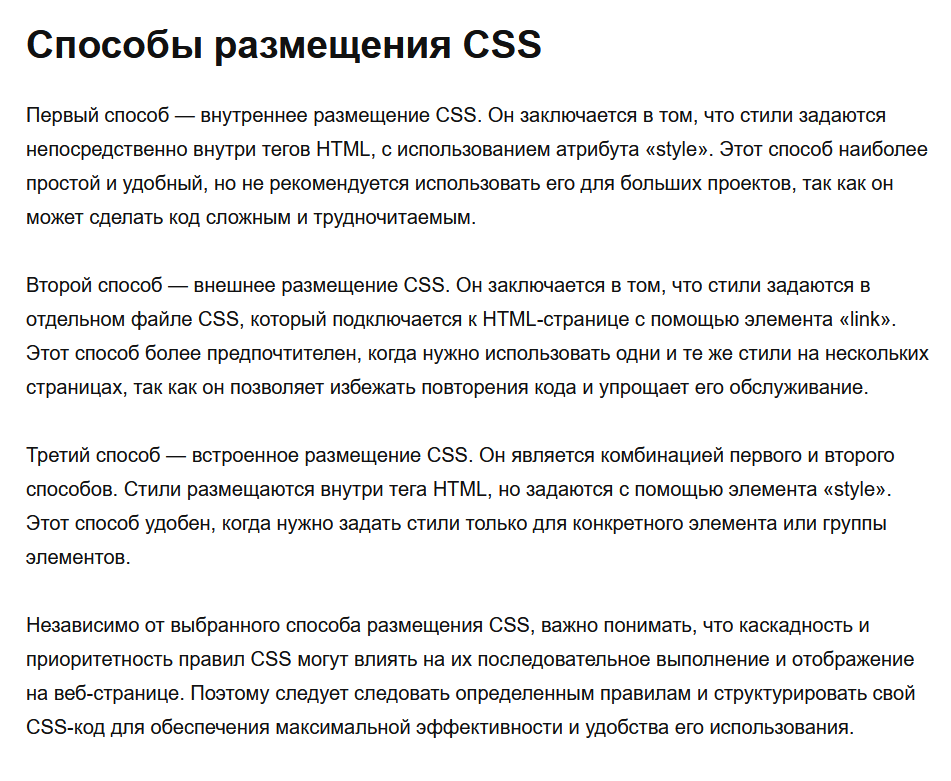 Способы размещения CSS
Первый способ — внутреннее размещение CSS. Он заключается в том, что стили задаются
непосредственно внутри тегов HTML, с использованием атрибута «style». Этот способ наиболее
простой и удобный, но не рекомендуется использовать его для больших проектов, так как он
может сделать код сложным и трудночитаемым.
Второй способ — внешнее размещение CSS. Он заключается в том, что стили задаются в
отдельном файле CSS, который подключается к HTML-странице с помощью элемента «link».
Этот способ более предпочтителен, когда нужно использовать одни и те же стили на нескольких
страницах, так как он позволяет избежать повторения кода и упрощает его обслуживание.
Третий способ — встроенное размещение CSS. Он является комбинацией первого и второго
способов. Стили размещаются внутри тега HTML, но задаются с помощью элемента «style».
Этот способ удобен, когда нужно задать стили только для конкретного элемента или группы
элементов.
Независимо от выбранного способа размещения CSS, важно понимать, что каскадность и
приоритетность правил CSS могут влиять на их последовательное выполнение и отображение
на веб-странице. Поэтому следует следовать определенным правилам и структурировать свой
CSS-код для обеспечения максимальной эффективности и удобства его использования.